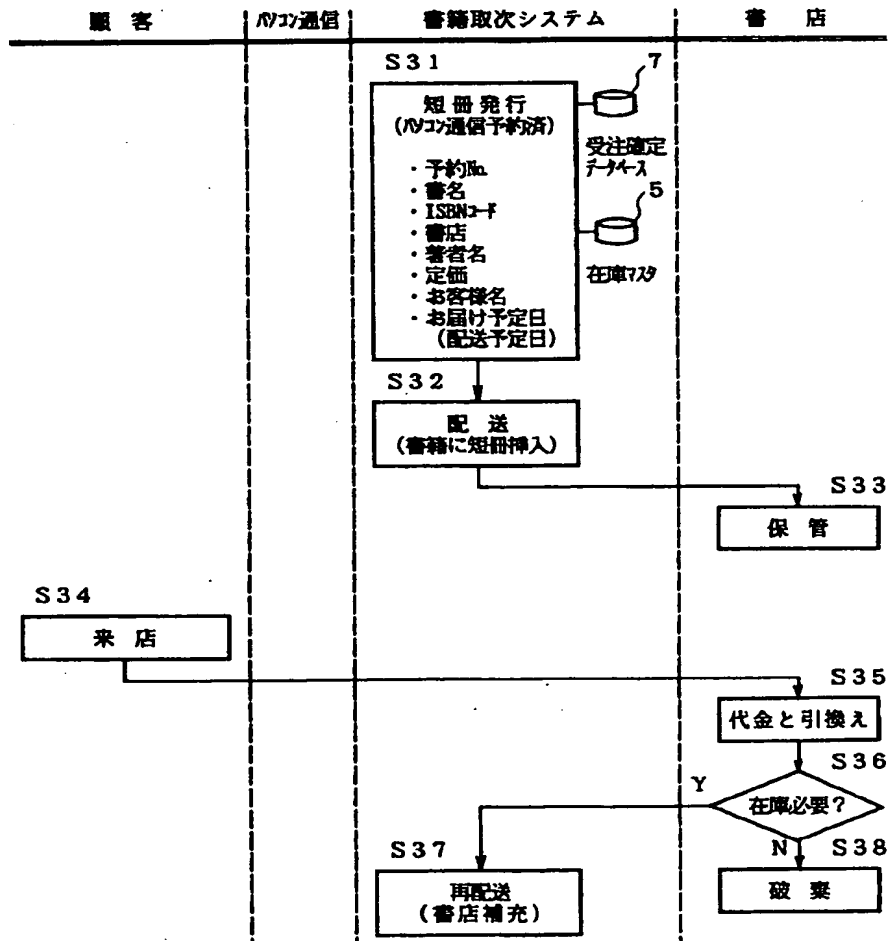 顧 客
パソコン通信
書籍取次システム
書 店
S31
7
短冊発行
(パソコン通信予約済)
受注確定
データベース
・予約No.
・書名
・ISBNコード
・書店
・著者名
・定価
・お客様名
・お届け予定日
(配送予定日)
5
在庫マスタ
S32
配 送
(書籍に短冊挿入)
S33
保 管
S34
来 店
S35
代金と引換え
S36
Y
在庫必要?
S37
N
S38
再配送
(書店補充)
破 棄